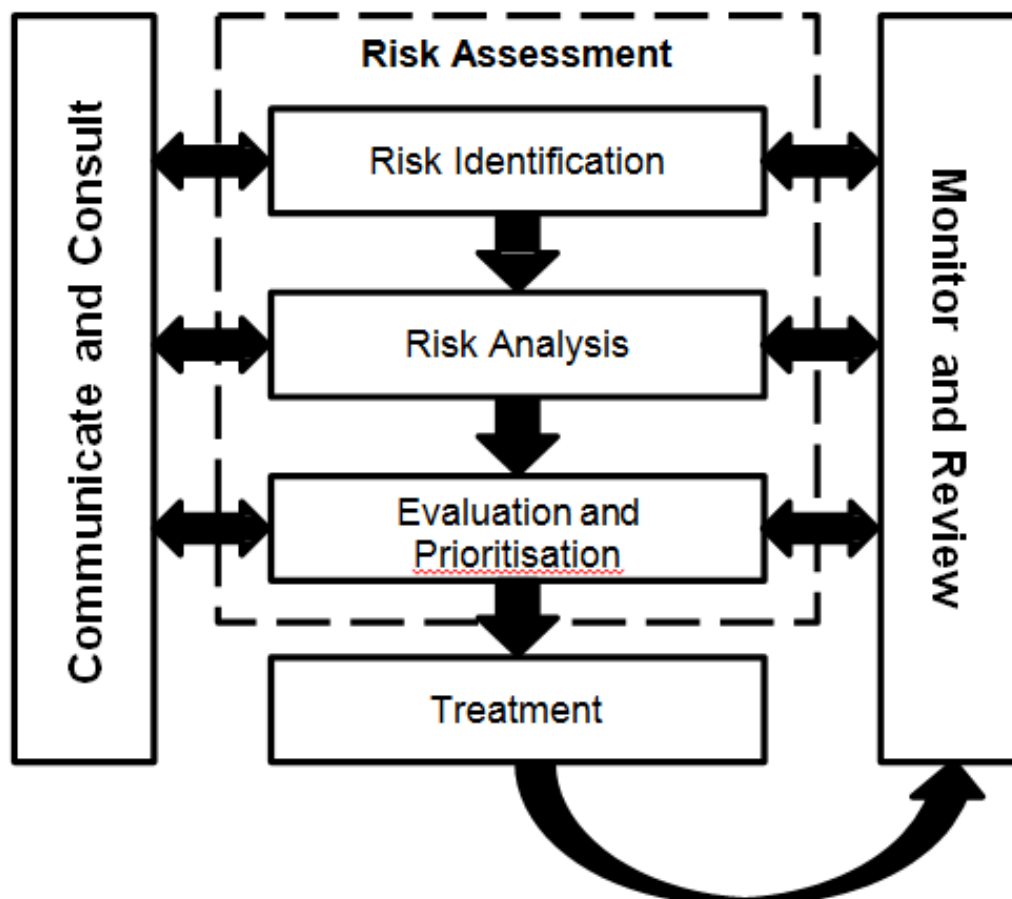 Risk Assessment
Communicate and Consult
Risk Identification
Risk Analysis
Evaluation and
Prioritisation
Treatment
Monitor and Review